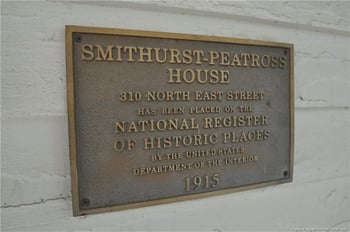 SMITHURST-PEATROSS
HOUSE
310 NORTH EAST STREET
HAS BEEN PLACED ON THE
NATIONAL REGISTER
OF HISTORIC PLACES
BY THE UNITED STATES
DEPARTMENT OF THE INTERIOR
1915